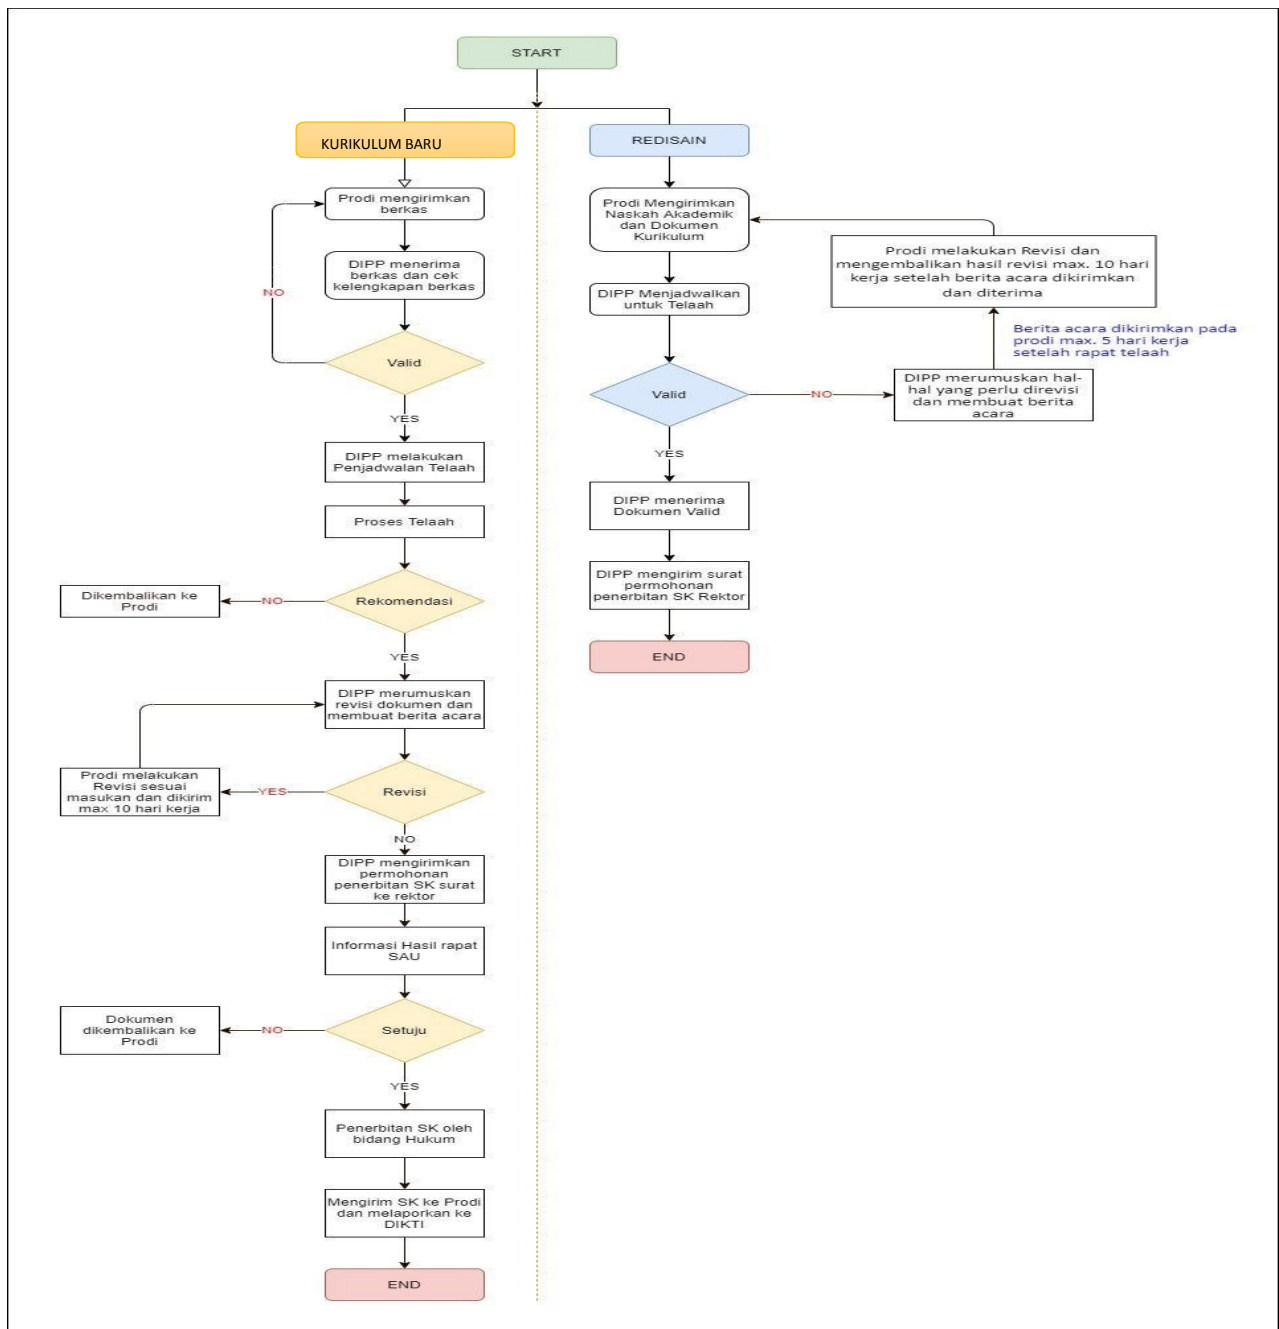 START
KURIKULUM BARU
Prodi mengirimkan
berkas
DIPP menerima
berkas dan cek
kelengkapan berkas
NO
Valid
YES
DIPP melakukan
Penjadwalan Telaah
Proses Telaah
Rekomendasi
NO
Dikembalikan ke
Prodi
YES
DIPP merumuskan
revisi dokumen dan
membuat berita acara
Revisi
YES
Prodi melakukan
Revisi sesuai
masukan dan dikirim
max 10 hari kerja
NO
DIPP mengirimkan
permohonan
penerbitan SK surat
ke rektor
Informasi Hasil rapat
SAU
Setuju
NO
Dokumen
dikembalikan ke
Prodi
YES
Penerbitan SK oleh
bidang Hukum
Mengirim SK ke Prodi
dan melaporkan ke
DIKTI
END
REDISAIN
Prodi Mengirimkan
Naskah Akademik
dan Dokumen
Kurikulum
DIPP Menjadwalkan
untuk Telaah
Valid
NO
DIPP merumuskan hal-
hal yang perlu direvisi
dan membuat berita
acara
Berita acara dikirimkan pada
prodi max. 5 hari kerja
setelah rapat telaah
Prodi melakukan Revisi dan
mengembalikan hasil revisi max. 10 hari
kerja setelah berita acara dikirimkan
dan diterima
YES
DIPP menerima
Dokumen Valid
DIPP mengirim surat
permohonan
penerbitan SK Rektor
END